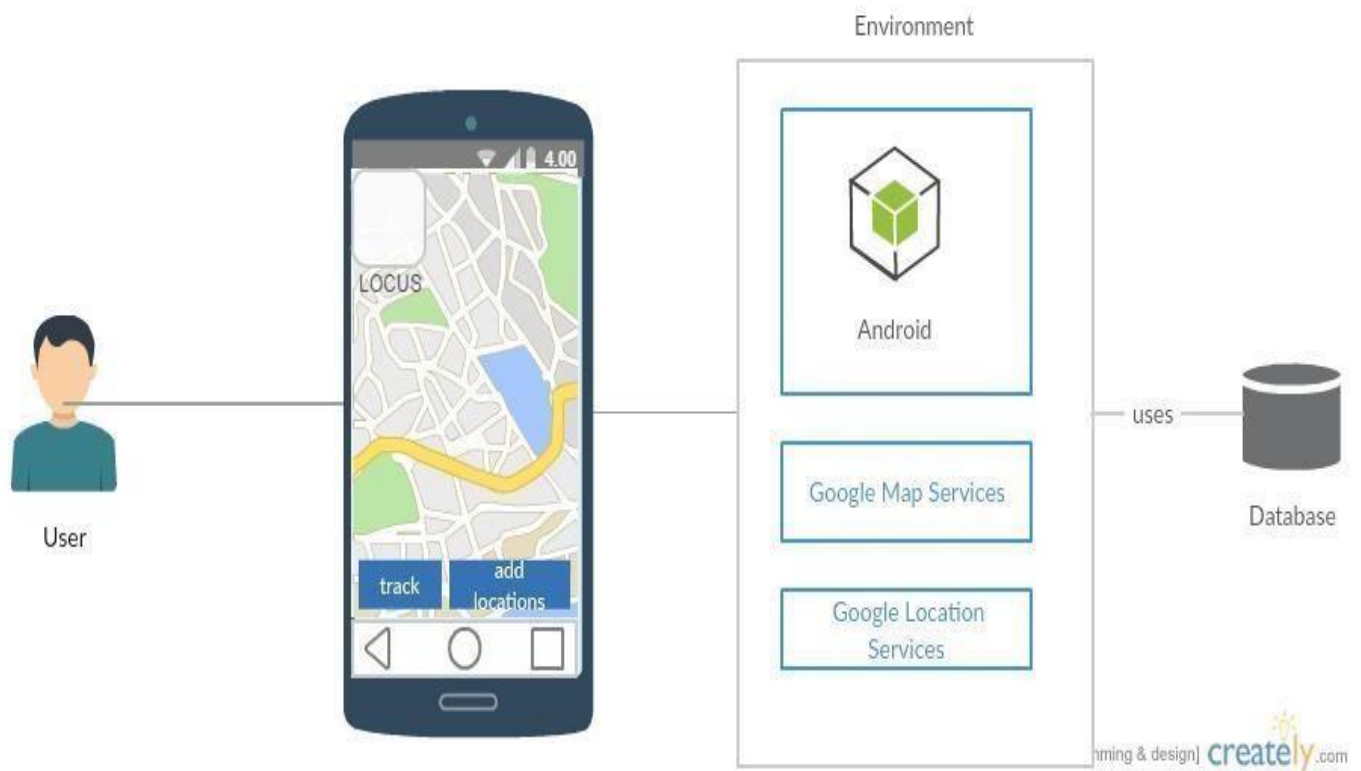 Environment
4.00
LOCUS
track
add
locations
User
Android
Google Map Services
Google Location
Services
uses
Database
& design] creately.com